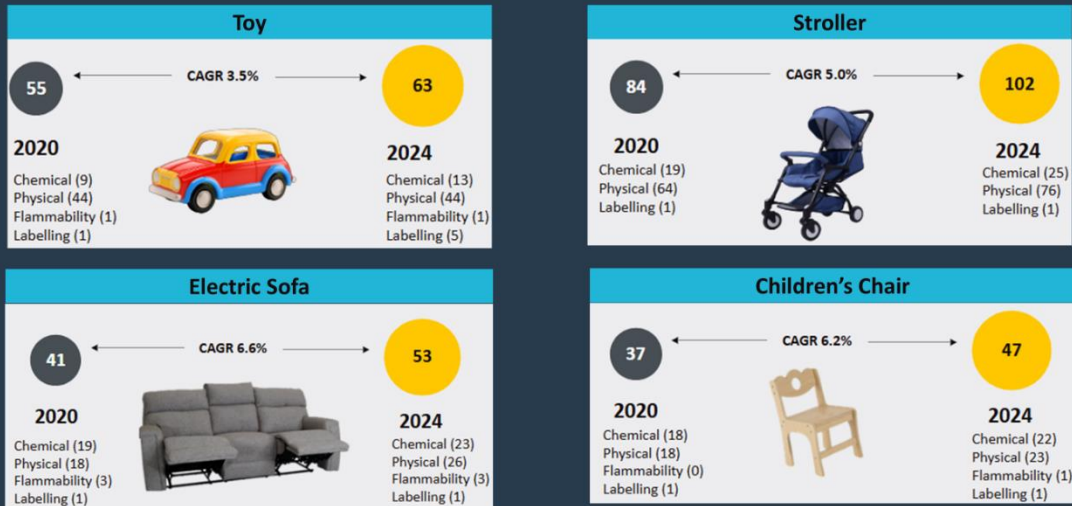 Toy
55
CAGR 3.5%
63
2020
Chemical (9)
Physical (44)
Flammability (1)
Labelling (1)
2024
Chemical (13)
Physical (44)
Flammability (1)
Labelling (5)
Stroller
84
CAGR 5.0%
102
2020
Chemical (19)
Physical (64)
Labelling (1)
2024
Chemical (25)
Physical (76)
Labelling (1)
Electric Sofa
41
CAGR 6.6%
53
2020
Chemical (19)
Physical (18)
Flammability (3)
Labelling (1)
2024
Chemical (23)
Physical (26)
Flammability (3)
Labelling (1)
Children's Chair
37
CAGR 6.2%
47
2020
Chemical (18)
Physical (18)
Flammability (0)
Labelling (1)
2024
Chemical (22)
Physical (23)
Flammability (1)
Labelling (1)